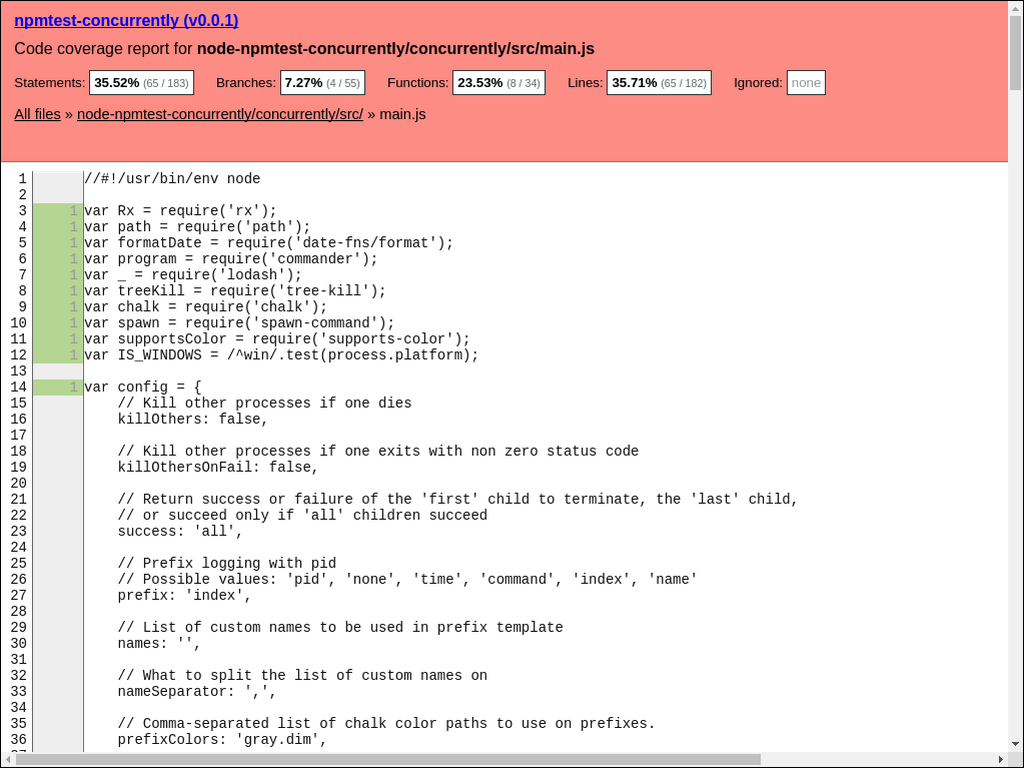 npmtest-concurrently (v0.0.1)
Code coverage report for node-npmtest-concurrently/concurrently/src/main.js
Statements: 35.52% (65 / 183) Branches: 7.27% (4 / 55) Functions: 23.53% (8 / 34) Lines: 35.71% (65 / 182) Ignored: none
All files » node-npmtest-concurrently/concurrently/src/ » main.js
1 //#!/usr/bin/env node
2
3 1 var Rx = require('rx');
4 1 var path = require('path');
5 1 var formatDate = require('date-fns/format');
6 1 var program = require('commander');
7 1 var _ = require('lodash');
8 1 var treeKill = require('tree-kill');
9 1 var chalk = require('chalk');
10 1 var spawn = require('spawn-command');
11 1 var supportsColor = require('supports-color');
12 1 var IS_WINDOWS = /^win/.test(process.platform);
13
14 1 var config = {
15 // Kill other processes if one dies
16 killOthers: false,
17
18 // Kill other processes if one exits with non zero status code
19 killOthersOnFail: false,
20
21 // Return success or failure of the 'first' child to terminate, the 'last' child,
22 // or succeed only if 'all' children succeed
23 success: 'all',
24
25 // Prefix logging with pid
26 // Possible values: 'pid', 'none', 'time', 'command', 'index', 'name'
27 prefix: 'index',
28
29 // List of custom names to be used in prefix template
30 names: '',
31
32 // What to split the list of custom names on
33 nameSeparator: ',',
34
35 // Comma-separated list of chalk color paths to use on prefixes.
36 prefixColors: 'gray.dim',